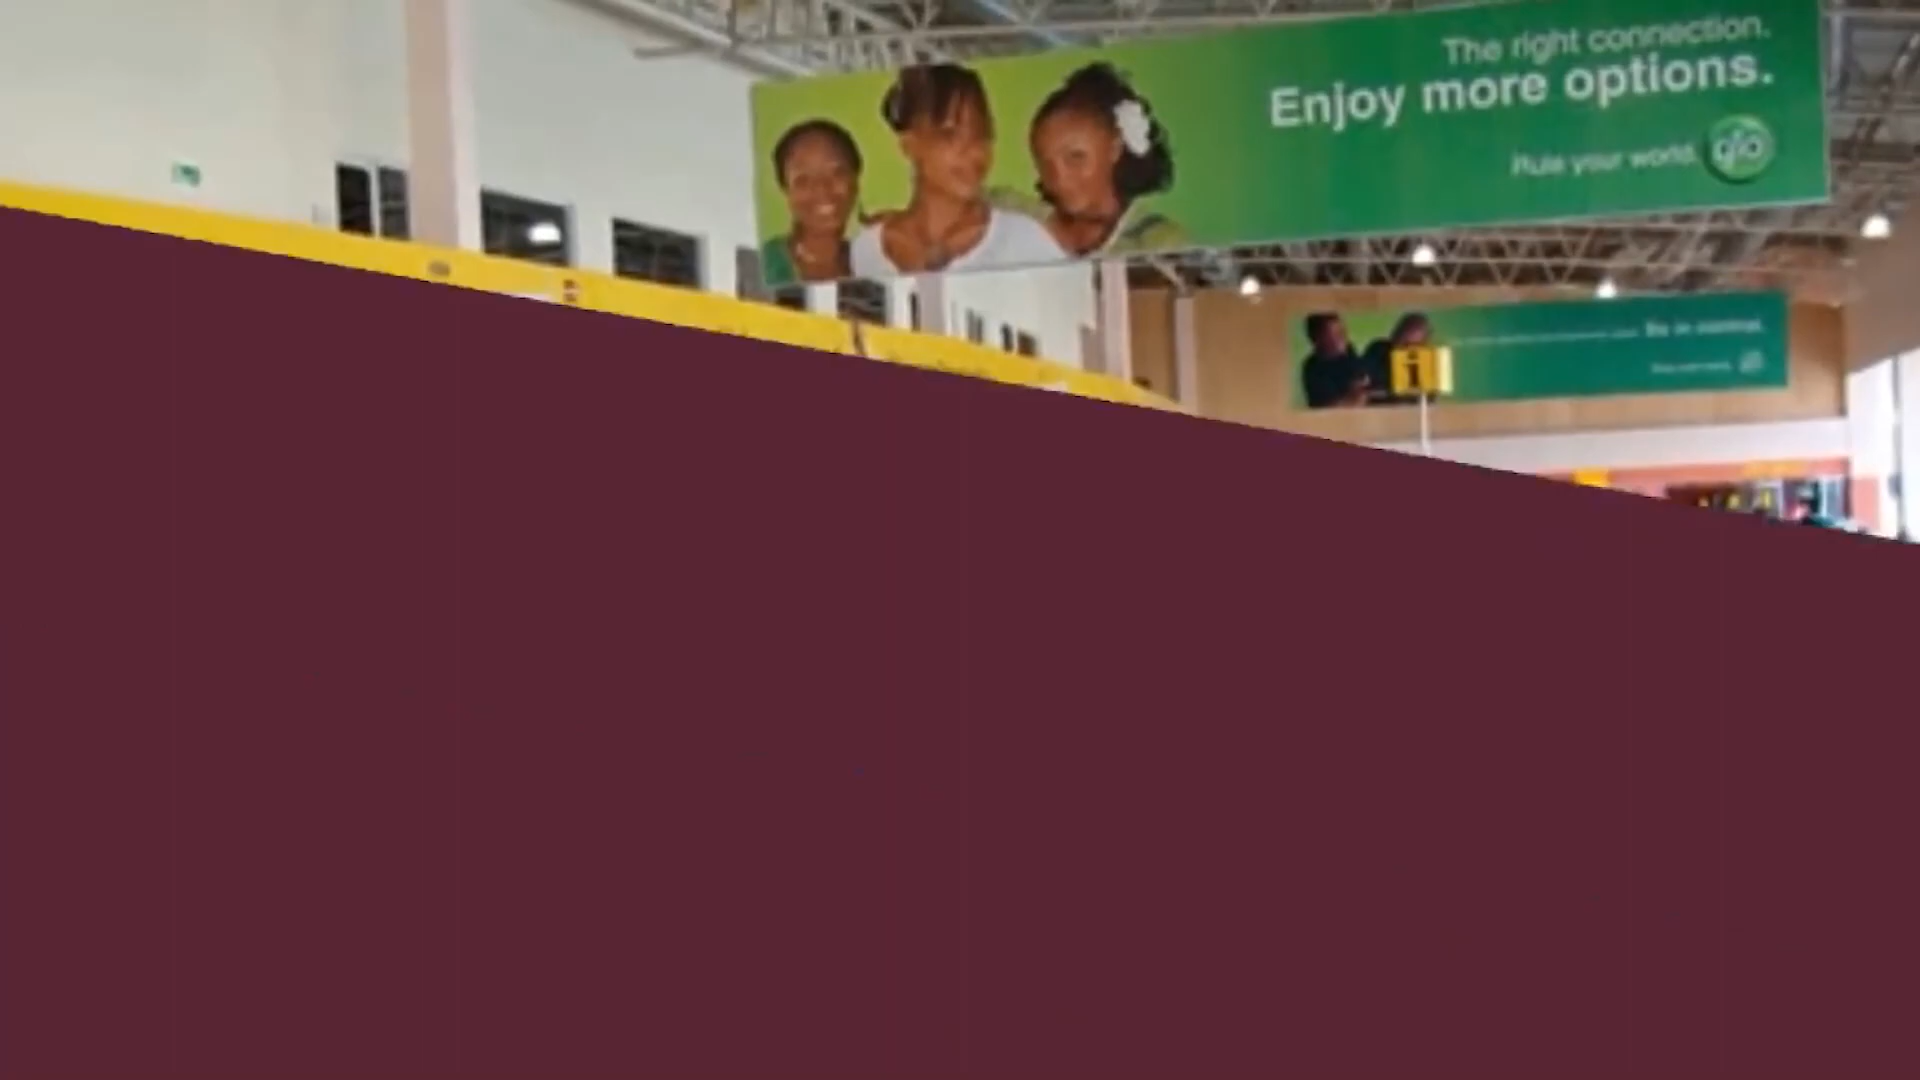 The right connection.
Enjoy more options.
Rule your world.
glo
Be in control.
i